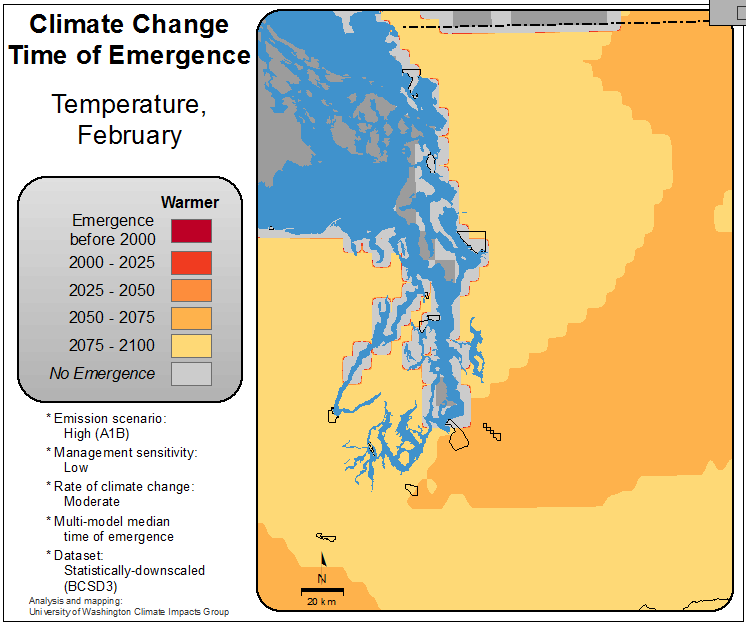 Climate Change
Time of Emergence
Temperature,
February
Warmer
Emergence
before 2000
2000 - 2025
2025 - 2050
2050 - 2075
2075 - 2100
No Emergence
* Emission scenario:
High (A1B)
* Management sensitivity:
Low
* Rate of climate change:
Moderate
* Multi-model median
time of emergence
* Dataset:
Statistically-downscaled
(BCSD3)
Analysis and mapping:
University of Washington Climate Impacts Group
N
20 km